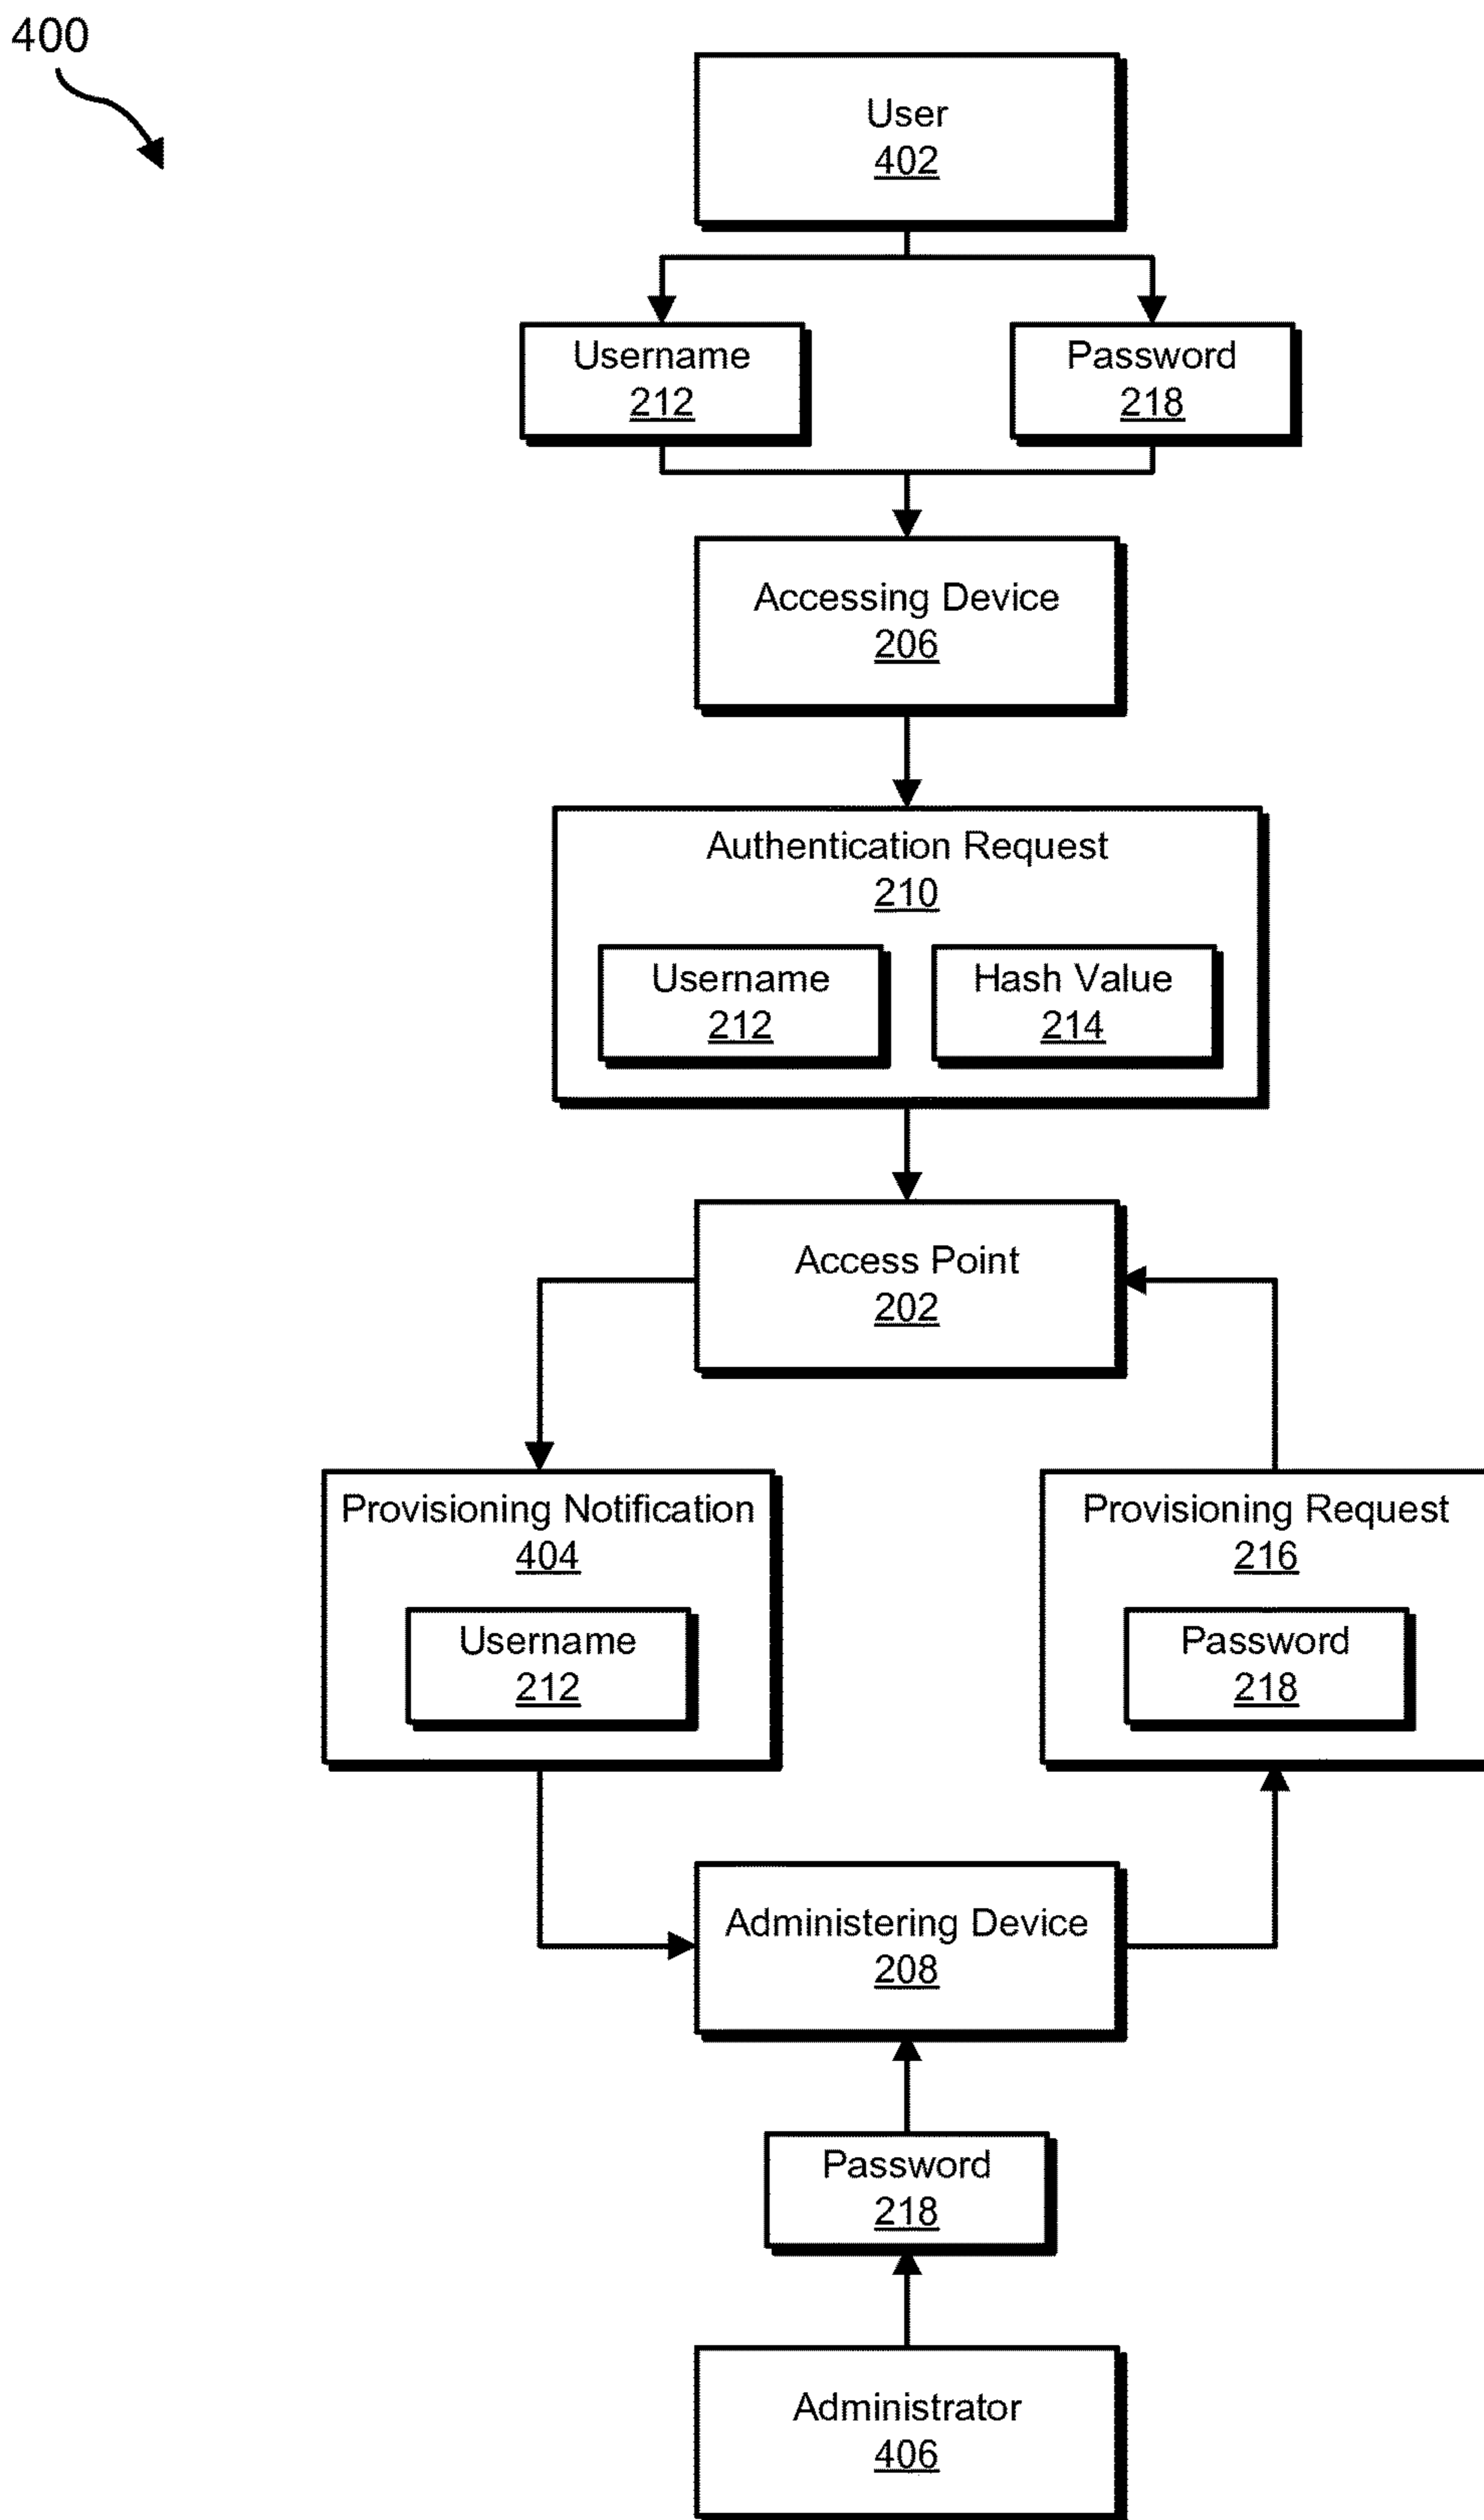 400
User
402
Username
212
Password
218
Accessing Device
206
Authentication Request
210
Username
212
Hash Value
214
Access Point
202
Provisioning Notification
404
Username
212
Provisioning Request
216
Password
218
Administering Device
208
Password
218
Administrator
406